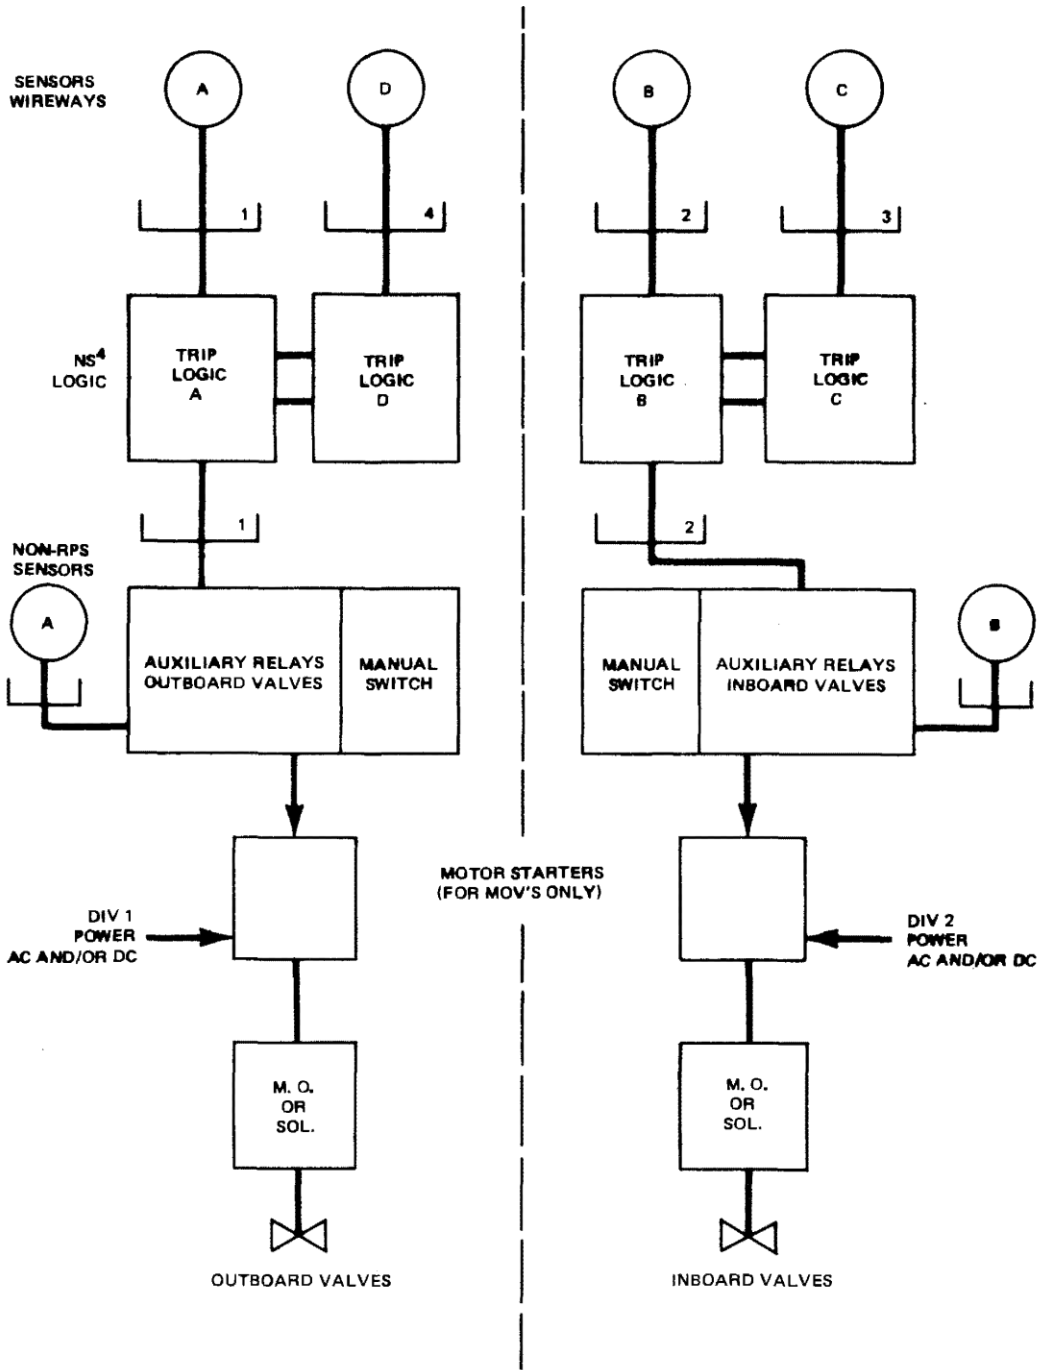 SENSORS
WIREWAYS
A
D
B
C
1
4
2
3
NS⁴
LOGIC
TRIP
LOGIC
A
TRIP
LOGIC
D
TRIP
LOGIC
B
TRIP
LOGIC
C
1
2
NON-RPS
SENSORS
A
AUXILIARY RELAYS
OUTBOARD VALVES
MANUAL
SWITCH
MANUAL
SWITCH
AUXILIARY RELAYS
INBOARD VALVES
B
MOTOR STARTERS
(FOR MOV'S ONLY)
DIV 1
POWER
AC AND/OR DC
DIV 2
POWER
AC AND/OR DC
M. O.
OR
SOL.
M. O.
OR
SOL.
OUTBOARD VALVES
INBOARD VALVES